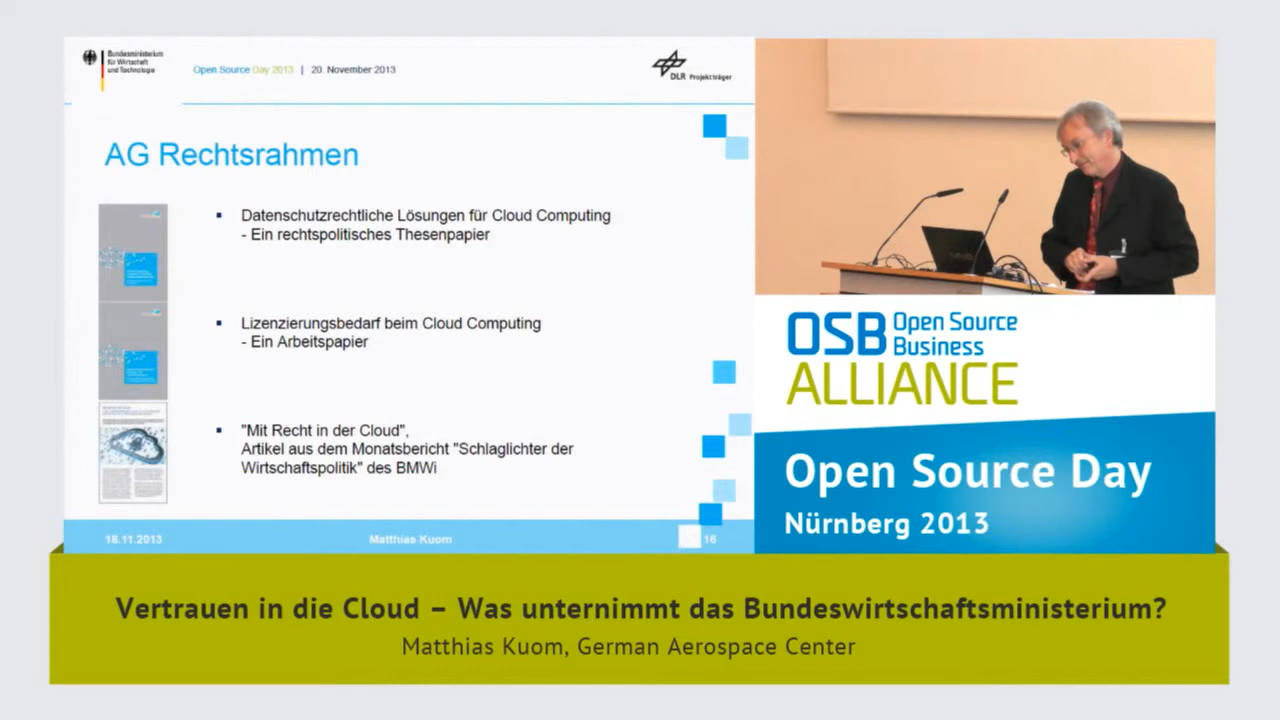 Bundesministerium
für Wirtschaft
und Technologie
Open Source Day 2013 | 20. November 2013
DLR Projektträger
AG Rechtsrahmen
▪ Datenschutzrechtliche Lösungen für Cloud Computing
- Ein rechtspolitisches Thesenpapier
▪ Lizenzierungsbedarf beim Cloud Computing
- Ein Arbeitspapier
▪ "Mit Recht in der Cloud",
Artikel aus dem Monatsbericht "Schlaglichter der
Wirtschaftspolitik" des BMWi
18.11.2013 Matthias Kuom 16
OSB Open Source
Business
ALLIANCE
Open Source Day
Nürnberg 2013
Vertrauen in die Cloud – Was unternimmt das Bundeswirtschaftsministerium?
Matthias Kuom, German Aerospace Center